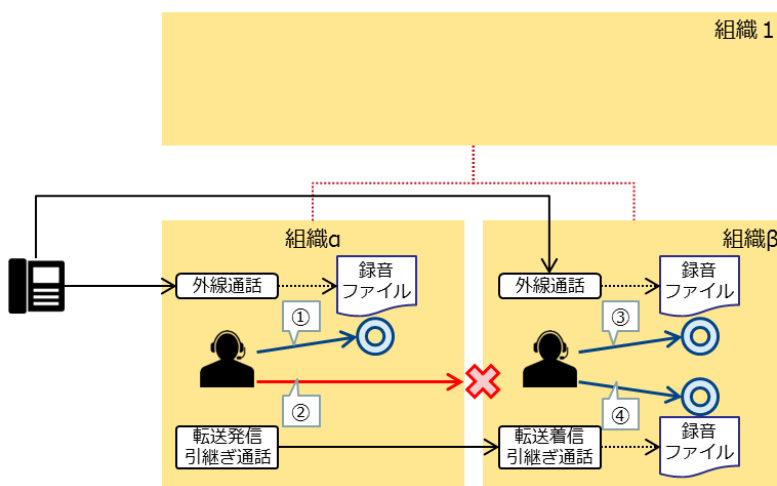 組織１
組織α
組織β
外線通話
録音
ファイル
外線通話
録音
ファイル
①
③
②
④
転送発信
引継ぎ通話
転送着信
引継ぎ通話
録音
ファイル